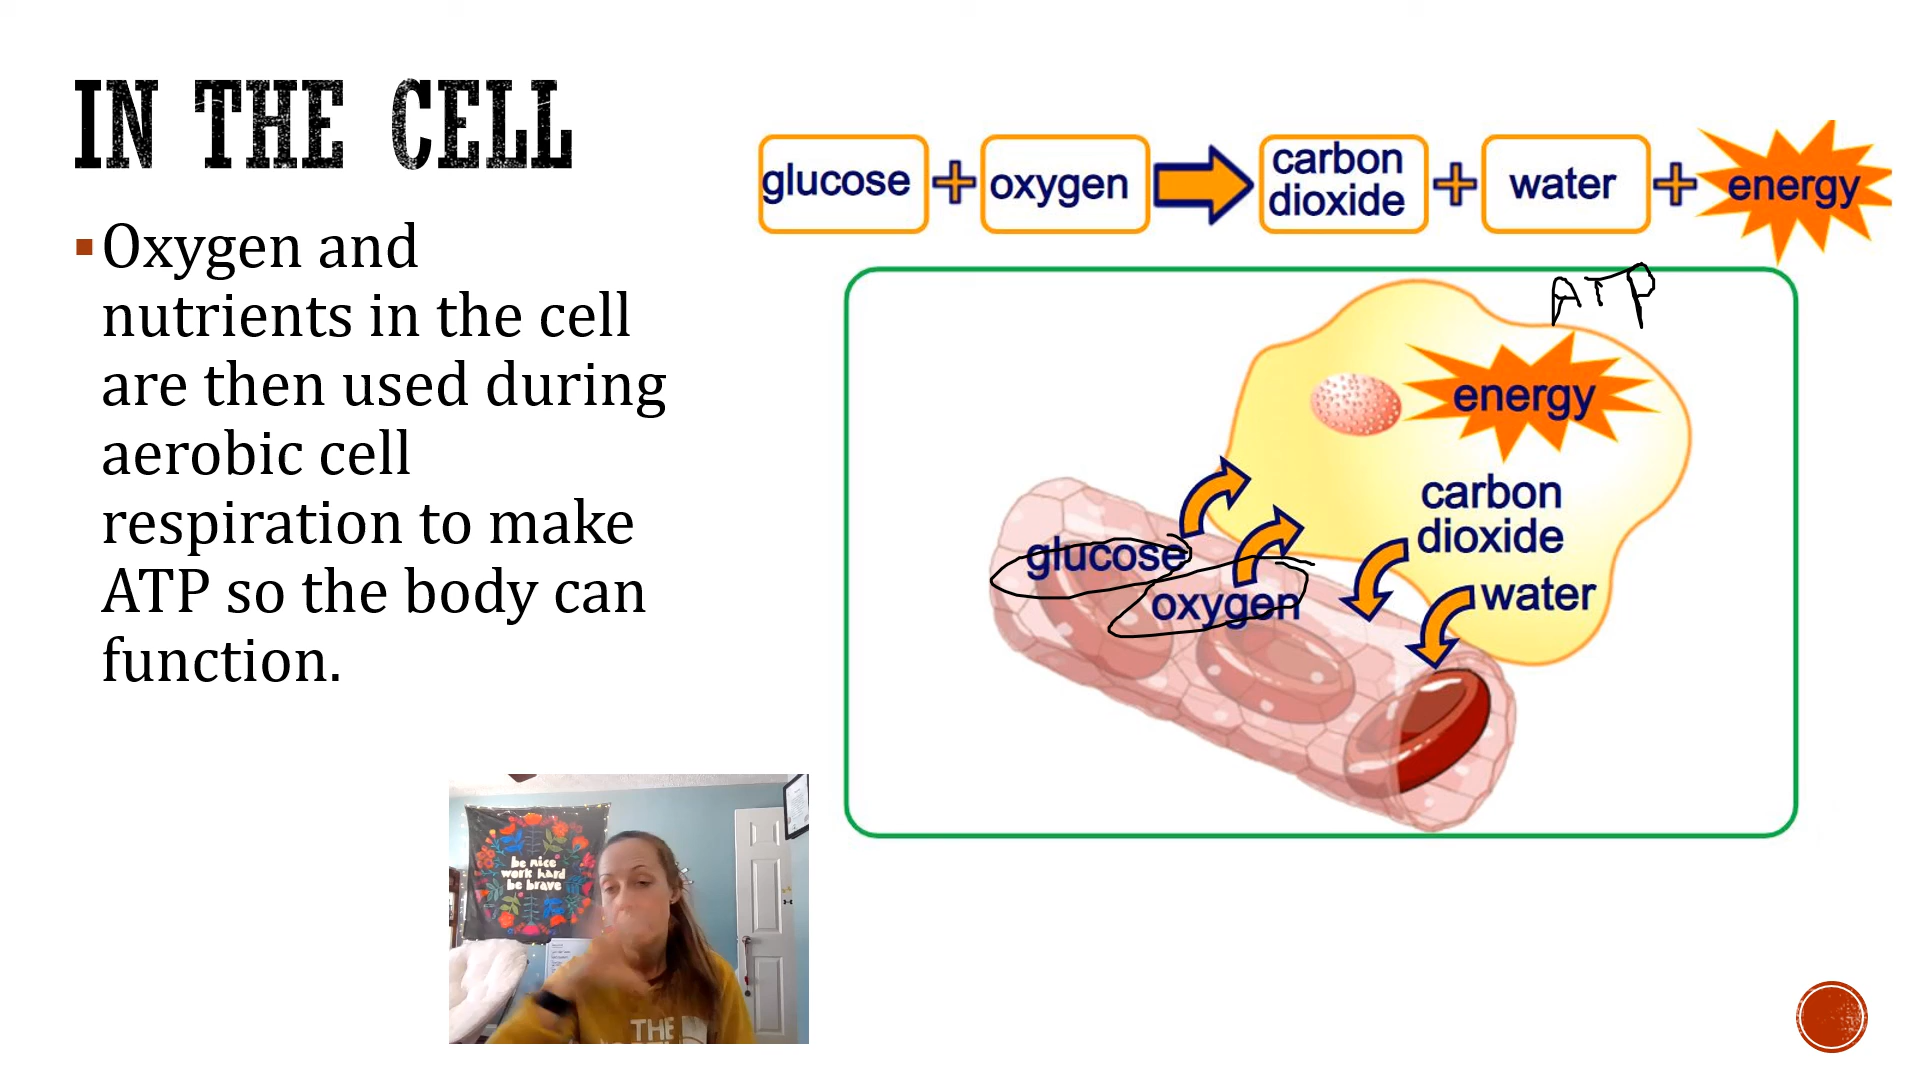 IN THE CELL
Oxygen and
nutrients in the cell
are then used during
aerobic cell
respiration to make
ATP so the body can
function.
glucose + oxygen carbon dioxide + water + energy
ATP
energy
carbon
dioxide
glucose
oxygen
water
be nice
work hard
be brave
THE